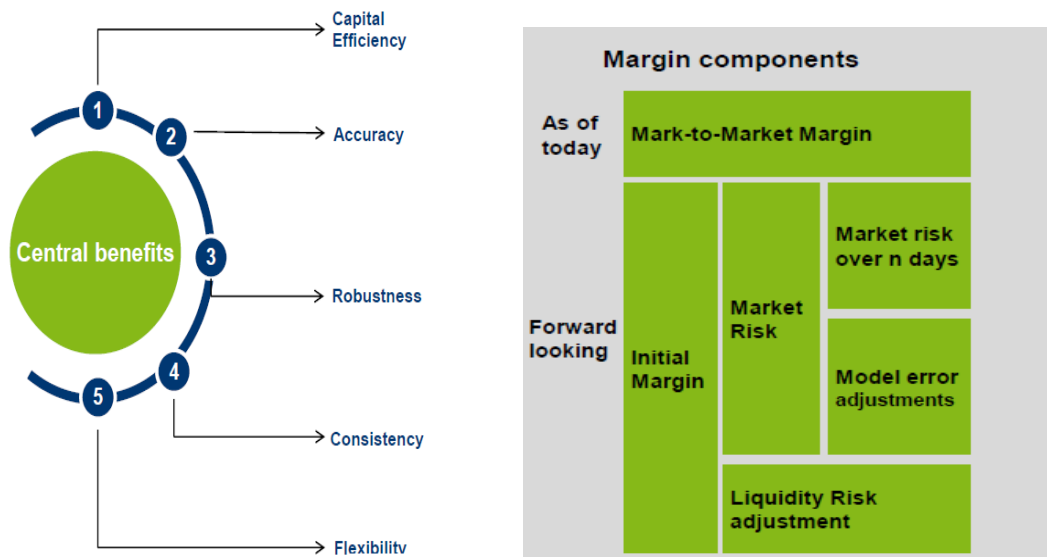 Capital
Efficiency
1
2
Accuracy
Central benefits
3
Robustness
4
Consistency
5
Flexibility
Margin components
As of
today
Mark-to-Market Margin
Forward
looking
Initial
Margin
Market
Risk
Market risk
over n days
Model error
adjustments
Liquidity Risk
adjustment